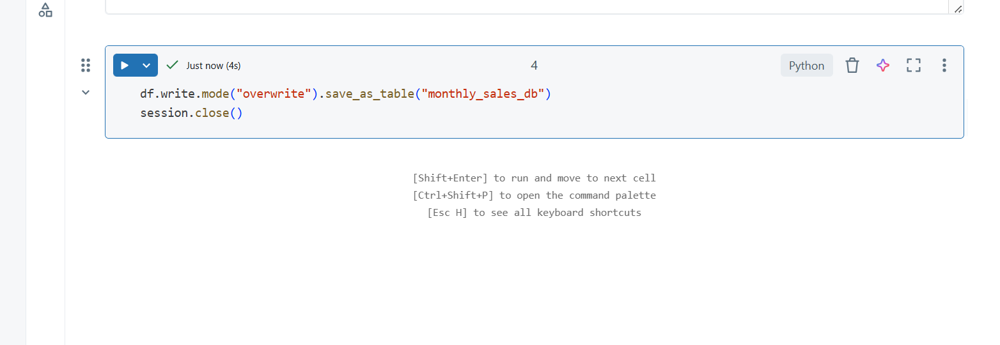 Just now (4s)
4
Python
df.write.mode("overwrite").save_as_table("monthly_sales_db")
session.close()
[Shift+Enter] to run and move to next cell
[Ctrl+Shift+P] to open the command palette
[Esc H] to see all keyboard shortcuts